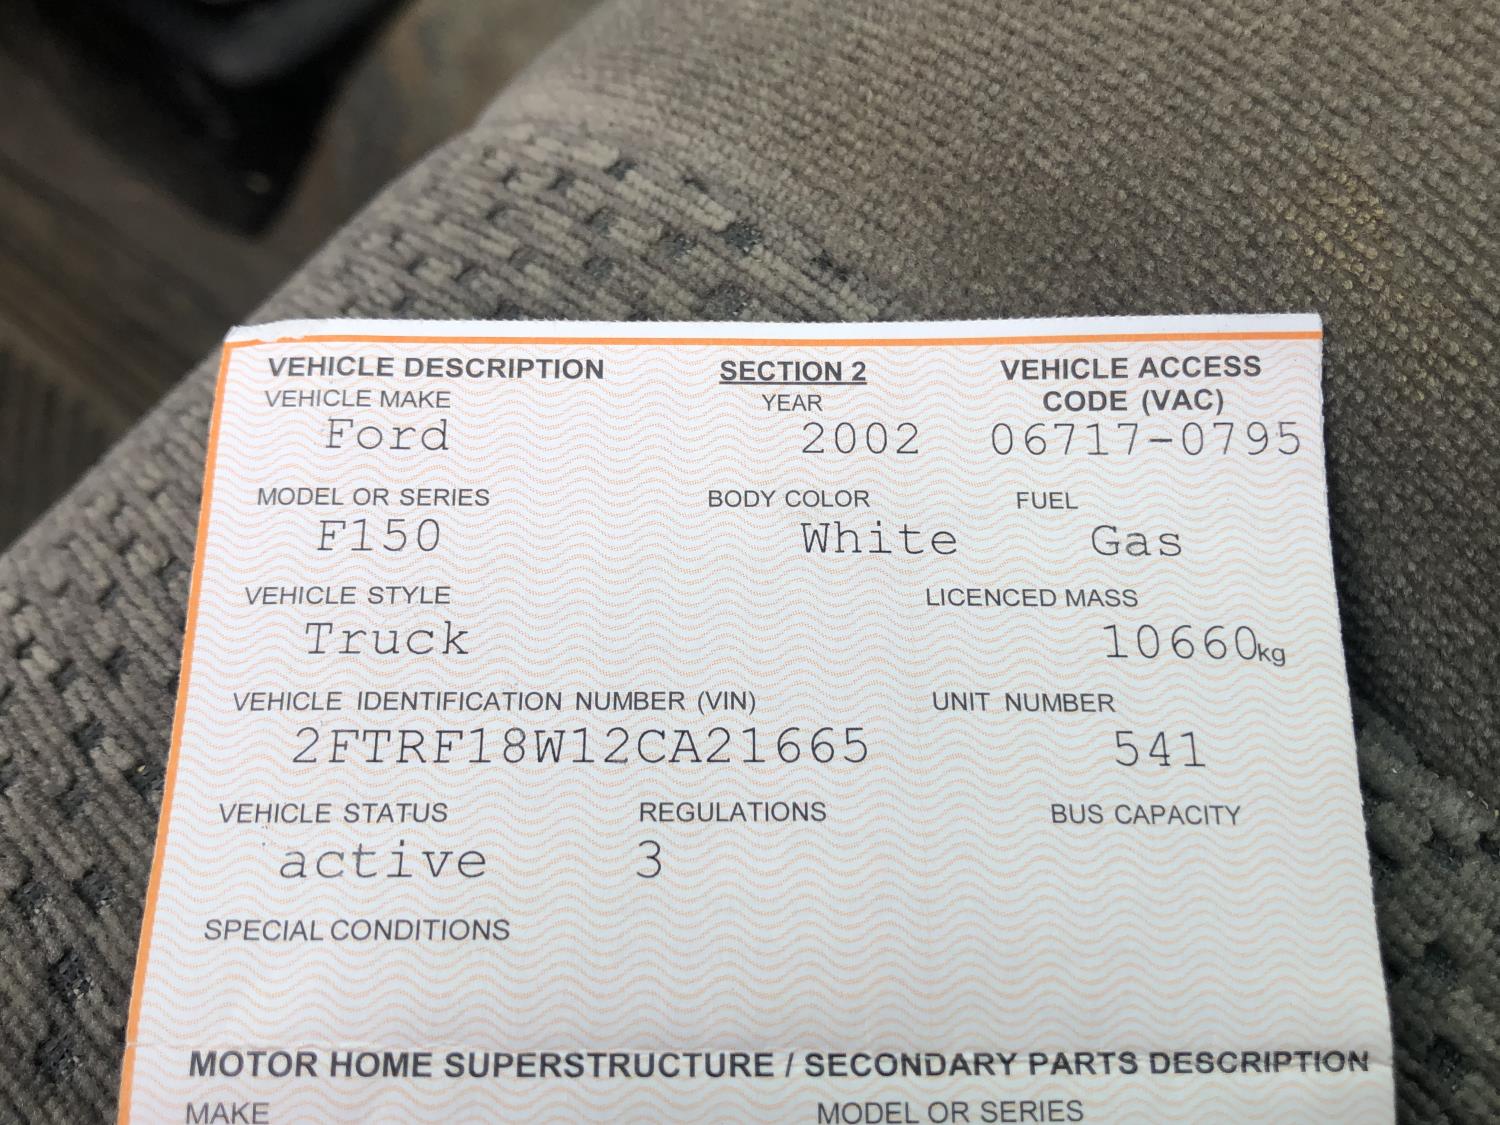 VEHICLE DESCRIPTION SECTION 2 VEHICLE ACCESS
VEHICLE MAKE YEAR CODE (VAC)
Ford 2002 06717-0795
MODEL OR SERIES BODY COLOR FUEL
F150 White Gas
VEHICLE STYLE LICENCED MASS
Truck 10660kg
VEHICLE IDENTIFICATION NUMBER (VIN) UNIT NUMBER
2FTRF18W12CA21665 541
VEHICLE STATUS REGULATIONS BUS CAPACITY
active 3
SPECIAL CONDITIONS
MOTOR HOME SUPERSTRUCTURE / SECONDARY PARTS DESCRIPTION
MAKE MODEL OR SERIES